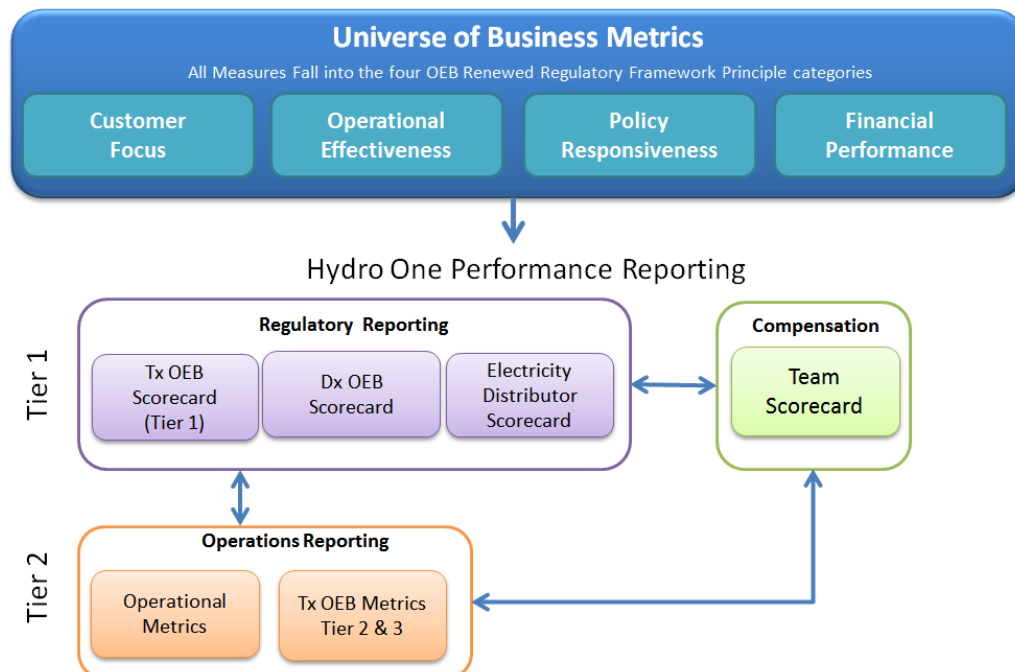 Universe of Business Metrics
All Measures Fall into the four OEB Renewed Regulatory Framework Principle categories
Customer
Focus
Operational
Effectiveness
Policy
Responsiveness
Financial
Performance
Hydro One Performance Reporting
Tier 1
Regulatory Reporting
Tx OEB
Scorecard
(Tier 1)
Dx OEB
Scorecard
Electricity
Distributor
Scorecard
Compensation
Team
Scorecard
Tier 2
Operations Reporting
Operational
Metrics
Tx OEB Metrics
Tier 2 & 3